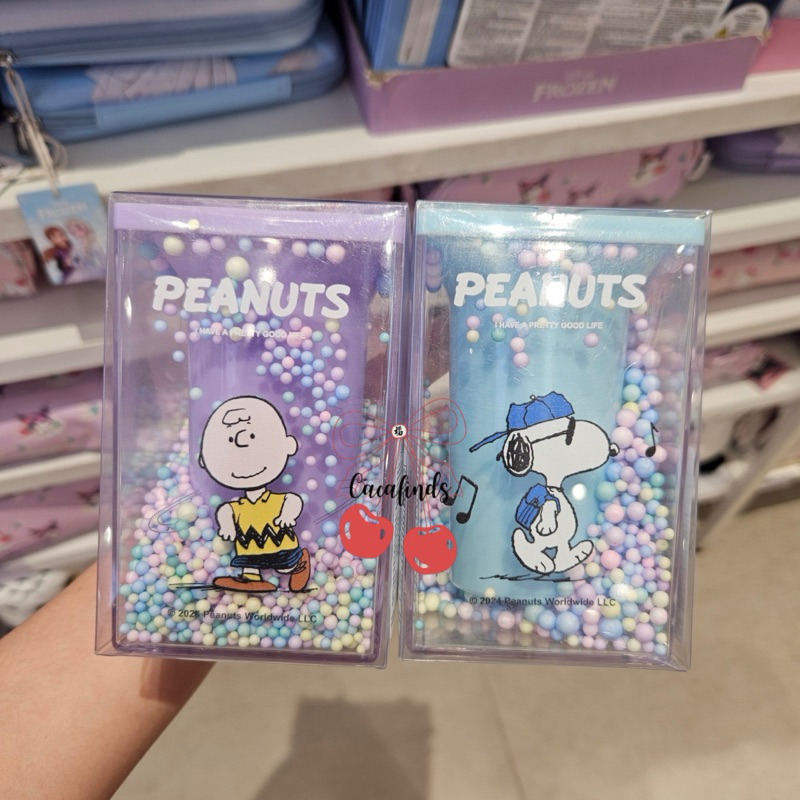 FROZEN
PEANUTS
I HAVE A PRETTY GOOD LIFE
© 2024 Peanuts Worldwide LLC
PEANUTS
I HAVE A PRETTY GOOD LIFE
© 2024 Peanuts Worldwide LLC
福
Cacafinds